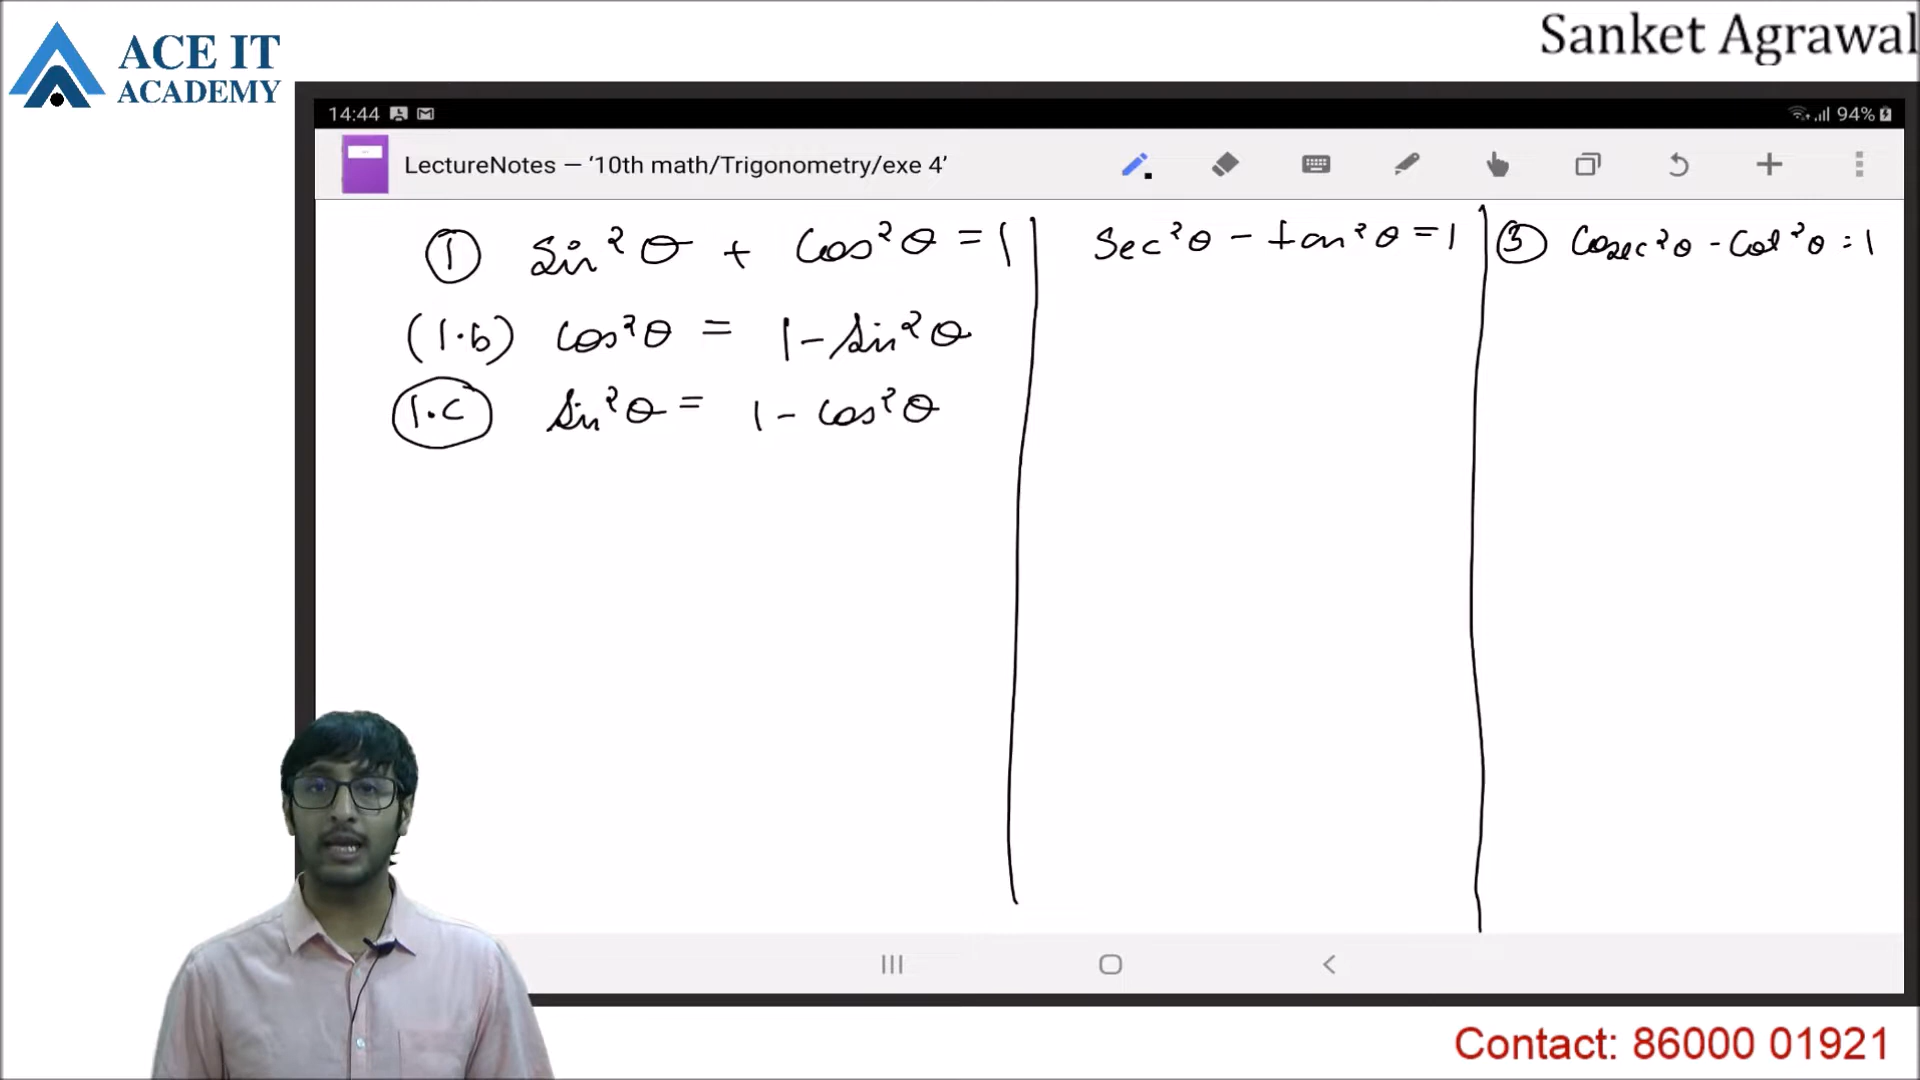 ACE IT
ACADEMY
Sanket Agrawal
14:44
94%
LectureNotes — ‘10th math/Trigonometry/exe 4’
① Sin²θ + Cos²θ = 1
(1.b) cos²θ = 1 - sin²θ
1.c sin²θ = 1 - cos²θ
Sec²θ - tan²θ = 1
③ Cosec²θ - Cot²θ = 1
Contact: 86000 01921